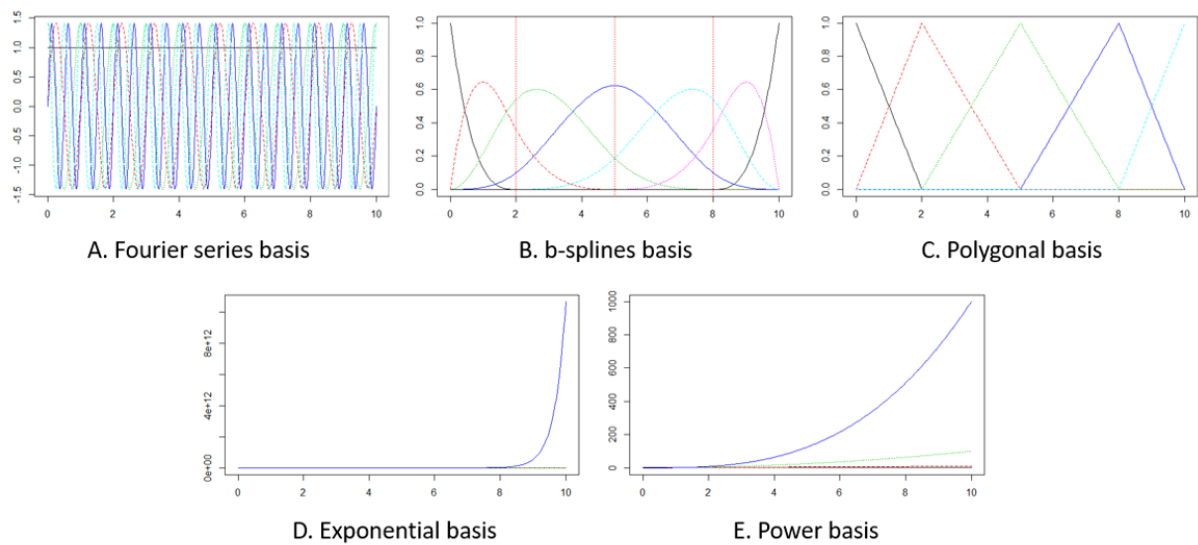 1.5
1.0
0.5
0.0
-0.5
-1.0
-1.5
0 2 4 6 8 10
A. Fourier series basis
1.0
0.8
0.6
0.4
0.2
0.0
0 2 4 6 8 10
B. b-splines basis
1.0
0.8
0.6
0.4
0.2
0.0
0 2 4 6 8 10
C. Polygonal basis
8e+12
4e+12
0e+00
0 2 4 6 8 10
D. Exponential basis
1000
800
600
400
200
0
0 2 4 6 8 10
E. Power basis